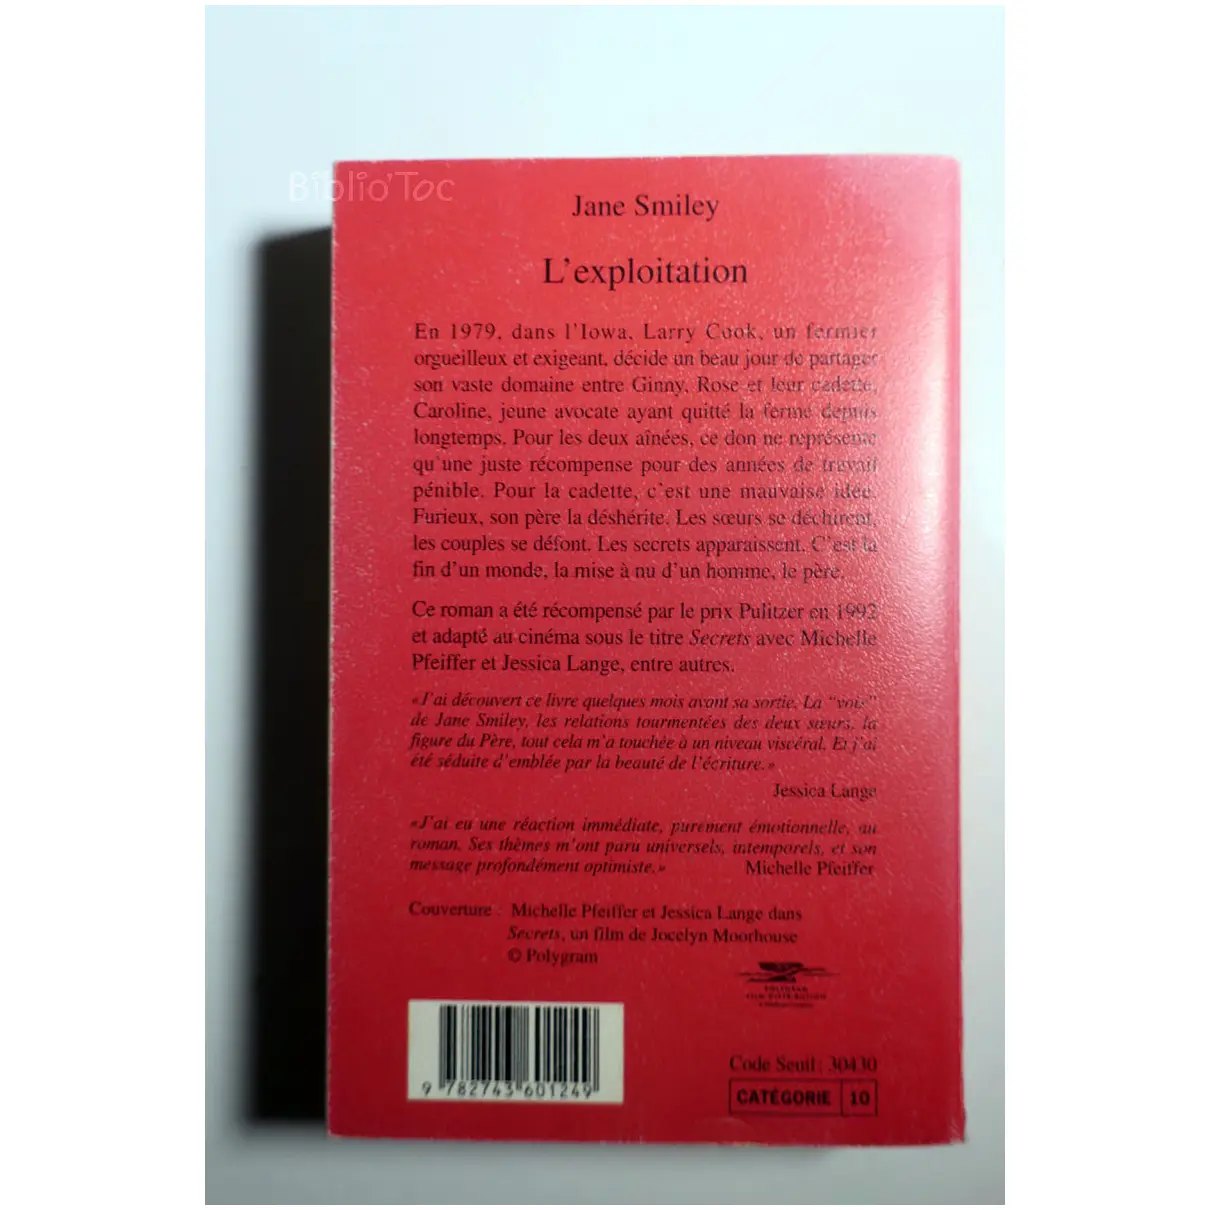 Biblio'Toc
Jane Smiley
L'exploitation
En 1979, dans l'Iowa, Larry Cook, un fermier
orgueilleux et exigeant, décide un beau jour de partager
son vaste domaine entre Ginny, Rose et leur cadette,
Caroline, jeune avocate ayant quitté la ferme depuis
longtemps. Pour les deux aînées, ce don ne représente
qu'une juste récompense pour des années de travail
pénible. Pour la cadette, c'est une mauvaise idée.
Furieux, son père la déshérite. Les sœurs se déchirent,
les couples se défont. Les secrets apparaissent. C'est la
fin d'un monde, la mise à nu d'un homme, le père.
Ce roman a été récompensé par le prix Pulitzer en 1992
et adapté au cinéma sous le titre Secrets avec Michelle
Pfeiffer et Jessica Lange, entre autres.
«J'ai découvert ce livre quelques mois avant sa sortie. La "voix"
de Jane Smiley, les relations tourmentées des deux sœurs, la
figure du Père, tout cela m'a touchée à un niveau viscéral. Et j'ai
été séduite d'emblée par la beauté de l'écriture.»
Jessica Lange
«J'ai eu une réaction immédiate, purement émotionnelle, au
roman. Ses thèmes m'ont paru universels, intemporels, et son
message profondément optimiste.» Michelle Pfeiffer
Couverture : Michelle Pfeiffer et Jessica Lange dans
Secrets, un film de Jocelyn Moorhouse
© Polygram
POLYGRAM
FILM DISTRIBUTION
Code Seuil : 30430
CATÉGORIE 10
9 782743 601249